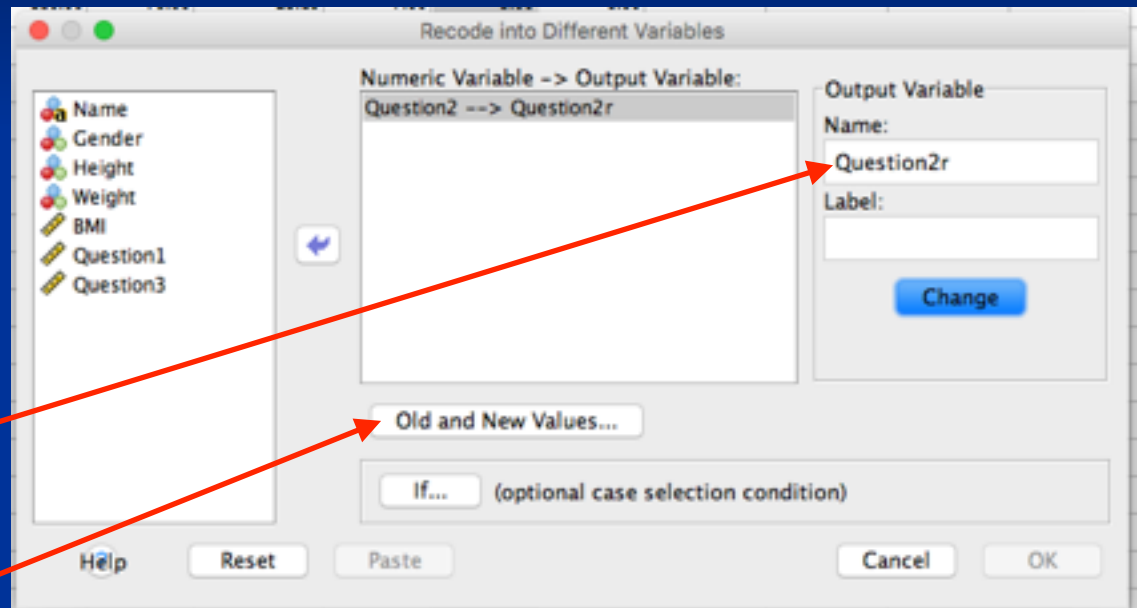 Recode into Different Variables
Name
Gender
Height
Weight
BMI
Question1
Question3
Numeric Variable -> Output Variable:
Question2 --> Question2r
Output Variable
Name:
Question2r
Label:
Change
Old and New Values...
If... (optional case selection condition)
Help Reset Paste Cancel OK